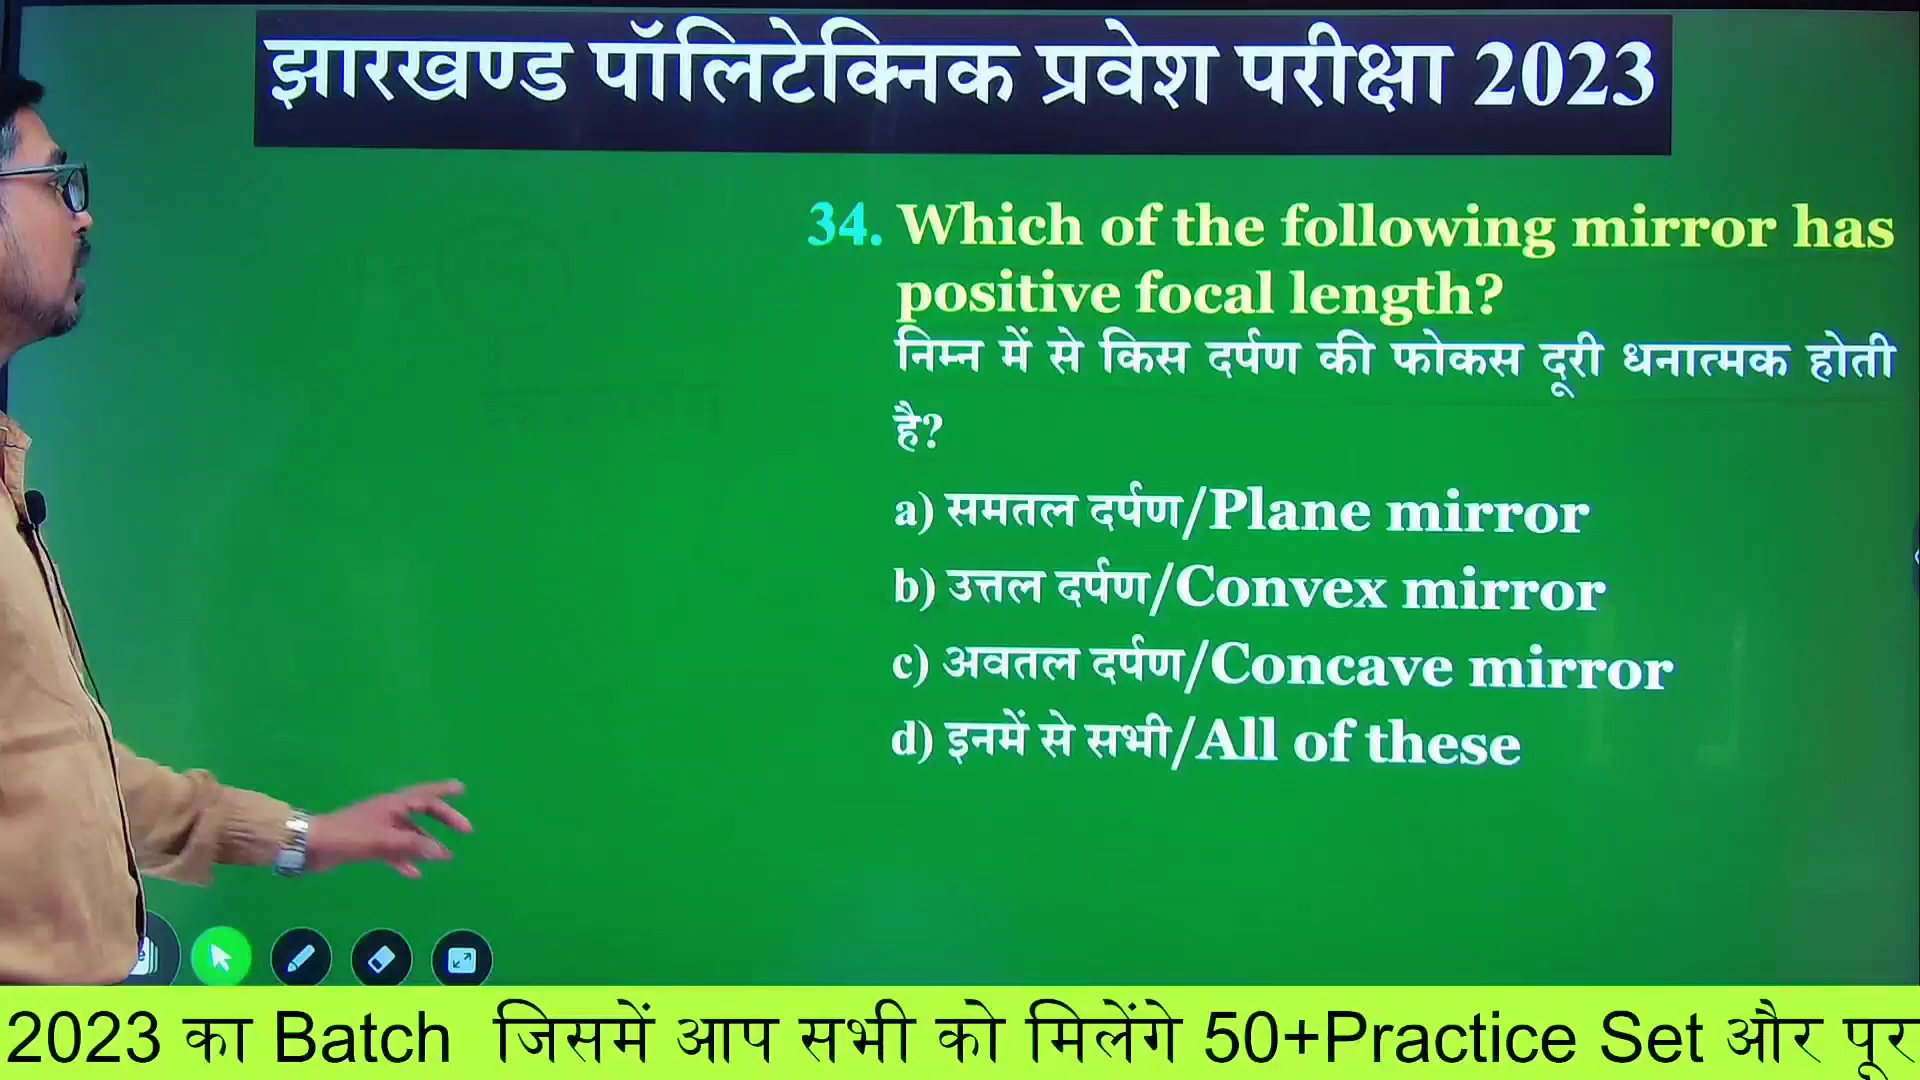 झारखण्ड पॉलिटेक्निक प्रवेश परीक्षा 2023
34. Which of the following mirror has
positive focal length?
निम्न में से किस दर्पण की फोकस दूरी धनात्मक होती
है?
a) समतल दर्पण/Plane mirror
b) उत्तल दर्पण/Convex mirror
c) अवतल दर्पण/Concave mirror
d) इनमें से सभी/All of these
2023 का Batch जिसमें आप सभी को मिलेंगे 50+Practice Set और पूर